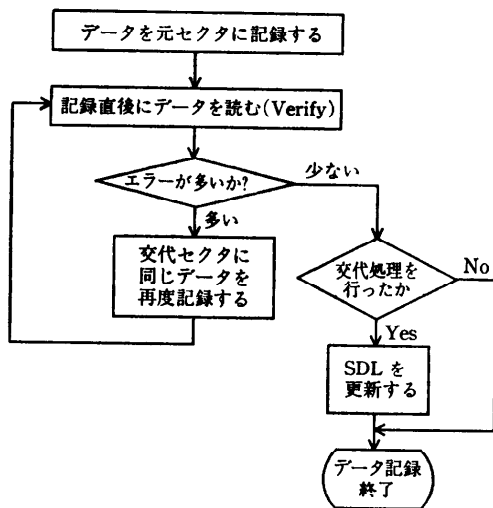 データを元セクタに記録する
記録直後にデータを読む(Verify)
エラーが多いか?
少ない
多い
交代セクタに
同じデータを
再度記録する
交代処理を
行ったか
No
Yes
SDLを
更新する
データ記録
終了